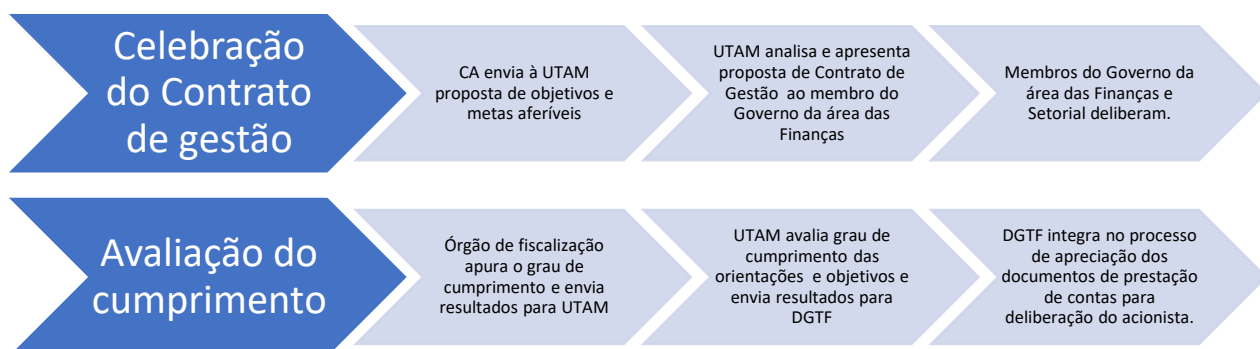 Celebração
do Contrato
de gestão
CA envia à UTAM
proposta de objetivos e
metas aferíveis
UTAM analisa e apresenta
proposta de Contrato de
Gestão ao membro do
Governo da área das
Finanças
Membros do Governo da
área das Finanças e
Setorial deliberam.
Avaliação do
cumprimento
Órgão de fiscalização
apura o grau de
cumprimento e envia
resultados para UTAM
UTAM avalia grau de
cumprimento das
orientações e objetivos e
envia resultados para
DGTF
DGTF integra no processo
de apreciação dos
documentos de prestação
de contas para
deliberação do acionista.